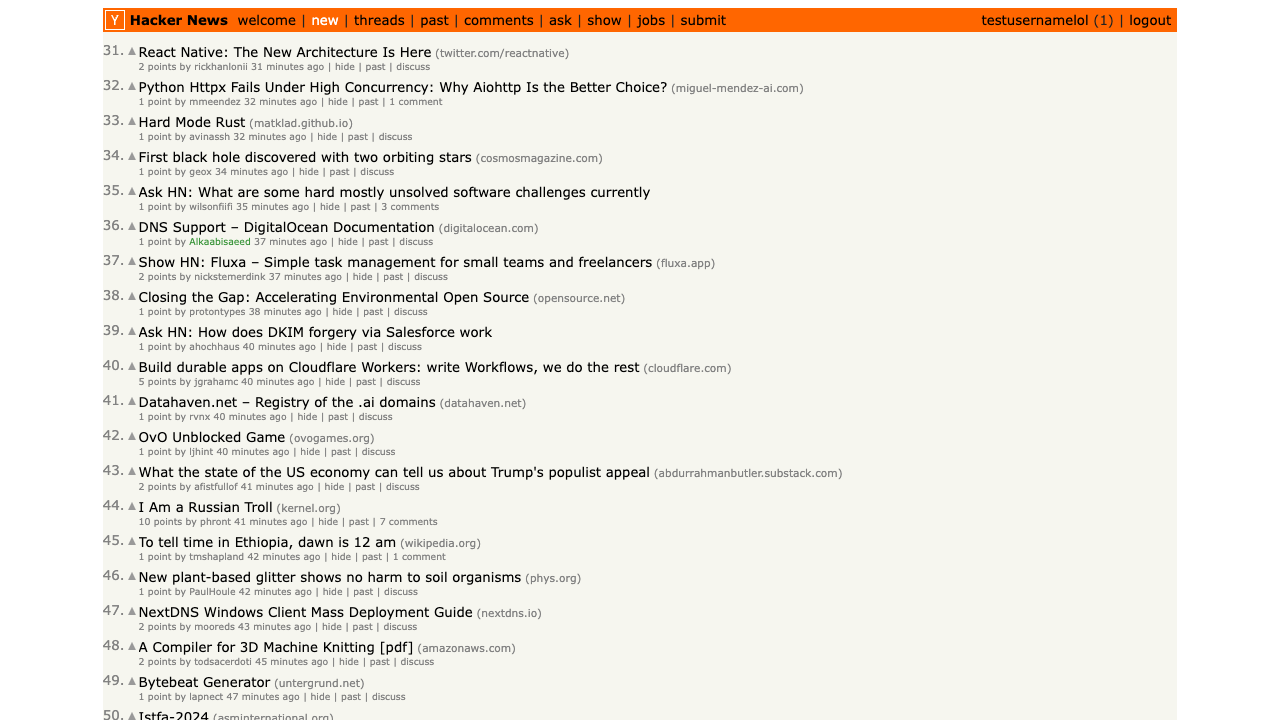 Y Hacker News welcome | new | threads | past | comments | ask | show | jobs | submit testusernamelol (1) | logout
31. React Native: The New Architecture Is Here (twitter.com/reactnative)
2 points by rickhanlonii 31 minutes ago | hide | past | discuss
32. Python Httpx Fails Under High Concurrency: Why Aiohttp Is the Better Choice? (miguel-mendez-ai.com)
1 point by mmeendez 32 minutes ago | hide | past | 1 comment
33. Hard Mode Rust (matklad.github.io)
1 point by avinassh 32 minutes ago | hide | past | discuss
34. First black hole discovered with two orbiting stars (cosmosmagazine.com)
1 point by geox 34 minutes ago | hide | past | discuss
35. Ask HN: What are some hard mostly unsolved software challenges currently
1 point by wilsonfiifi 35 minutes ago | hide | past | 3 comments
36. DNS Support – DigitalOcean Documentation (digitalocean.com)
1 point by Alkaabisaeed 37 minutes ago | hide | past | discuss
37. Show HN: Fluxa – Simple task management for small teams and freelancers (fluxa.app)
2 points by nickstemerdink 37 minutes ago | hide | past | discuss
38. Closing the Gap: Accelerating Environmental Open Source (opensource.net)
1 point by protontypes 38 minutes ago | hide | past | discuss
39. Ask HN: How does DKIM forgery via Salesforce work
1 point by ahochhaus 40 minutes ago | hide | past | discuss
40. Build durable apps on Cloudflare Workers: write Workflows, we do the rest (cloudflare.com)
5 points by jgrahamc 40 minutes ago | hide | past | discuss
41. Datahaven.net – Registry of the .ai domains (datahaven.net)
1 point by rvnx 40 minutes ago | hide | past | discuss
42. OvO Unblocked Game (ovogames.org)
1 point by ljhint 40 minutes ago | hide | past | discuss
43. What the state of the US economy can tell us about Trump's populist appeal (abdurrahmanbutler.substack.com)
2 points by afistfullof 41 minutes ago | hide | past | discuss
44. I Am a Russian Troll (kernel.org)
10 points by phront 41 minutes ago | hide | past | 7 comments
45. To tell time in Ethiopia, dawn is 12 am (wikipedia.org)
1 point by tmshapland 42 minutes ago | hide | past | 1 comment
46. New plant-based glitter shows no harm to soil organisms (phys.org)
1 point by PaulHoule 42 minutes ago | hide | past | discuss
47. NextDNS Windows Client Mass Deployment Guide (nextdns.io)
2 points by mooreds 43 minutes ago | hide | past | discuss
48. A Compiler for 3D Machine Knitting [pdf] (amazonaws.com)
2 points by todsacerdoti 45 minutes ago | hide | past | discuss
49. Bytebeat Generator (untergrund.net)
1 point by lapnect 47 minutes ago | hide | past | discuss
50. Istfa-2024 (asminternational.org)